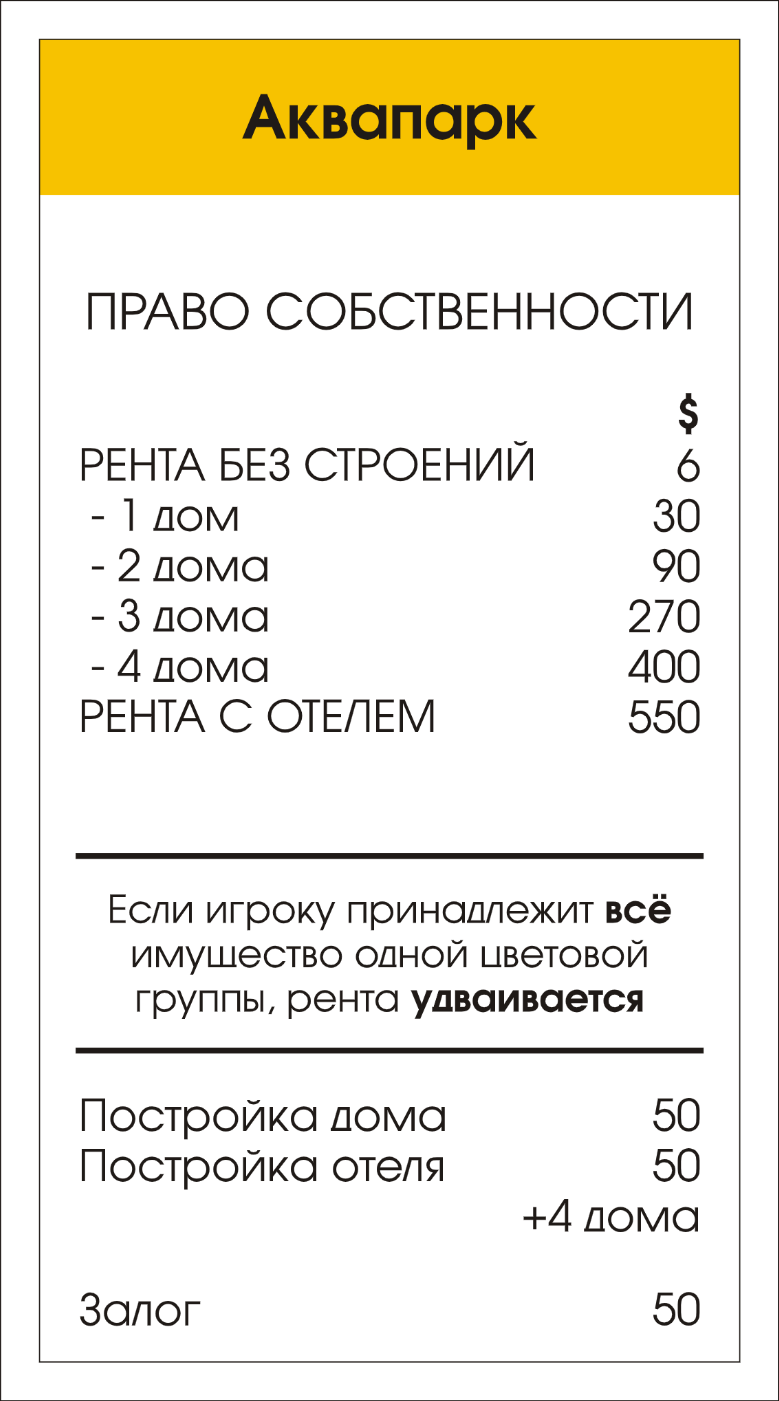 Аквапарк
ПРАВО СОБСТВЕННОСТИ
$
РЕНТА БЕЗ СТРОЕНИЙ 6
- 1 дом 30
- 2 дома 90
- 3 дома 270
- 4 дома 400
РЕНТА С ОТЕЛЕМ 550
Если игроку принадлежит всё
имущество одной цветовой
группы, рента удваивается
Постройка дома 50
Постройка отеля 50
+4 дома
Залог 50